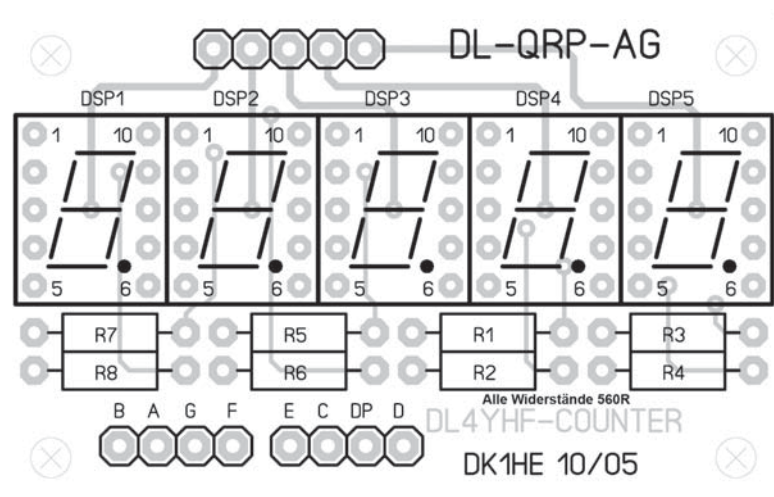 DL-QRP-AG
DSP1 DSP2 DSP3 DSP4 DSP5
1 10 1 10 1 10 1 10 1 10
5 6 5 6 5 6 5 6 5 6
R7 R5 R1 R3
R8 R6 R2 R4
Alle Widerstände 560R
B A G F E C DP D
DL4YHF-COUNTER
DK1HE 10/05